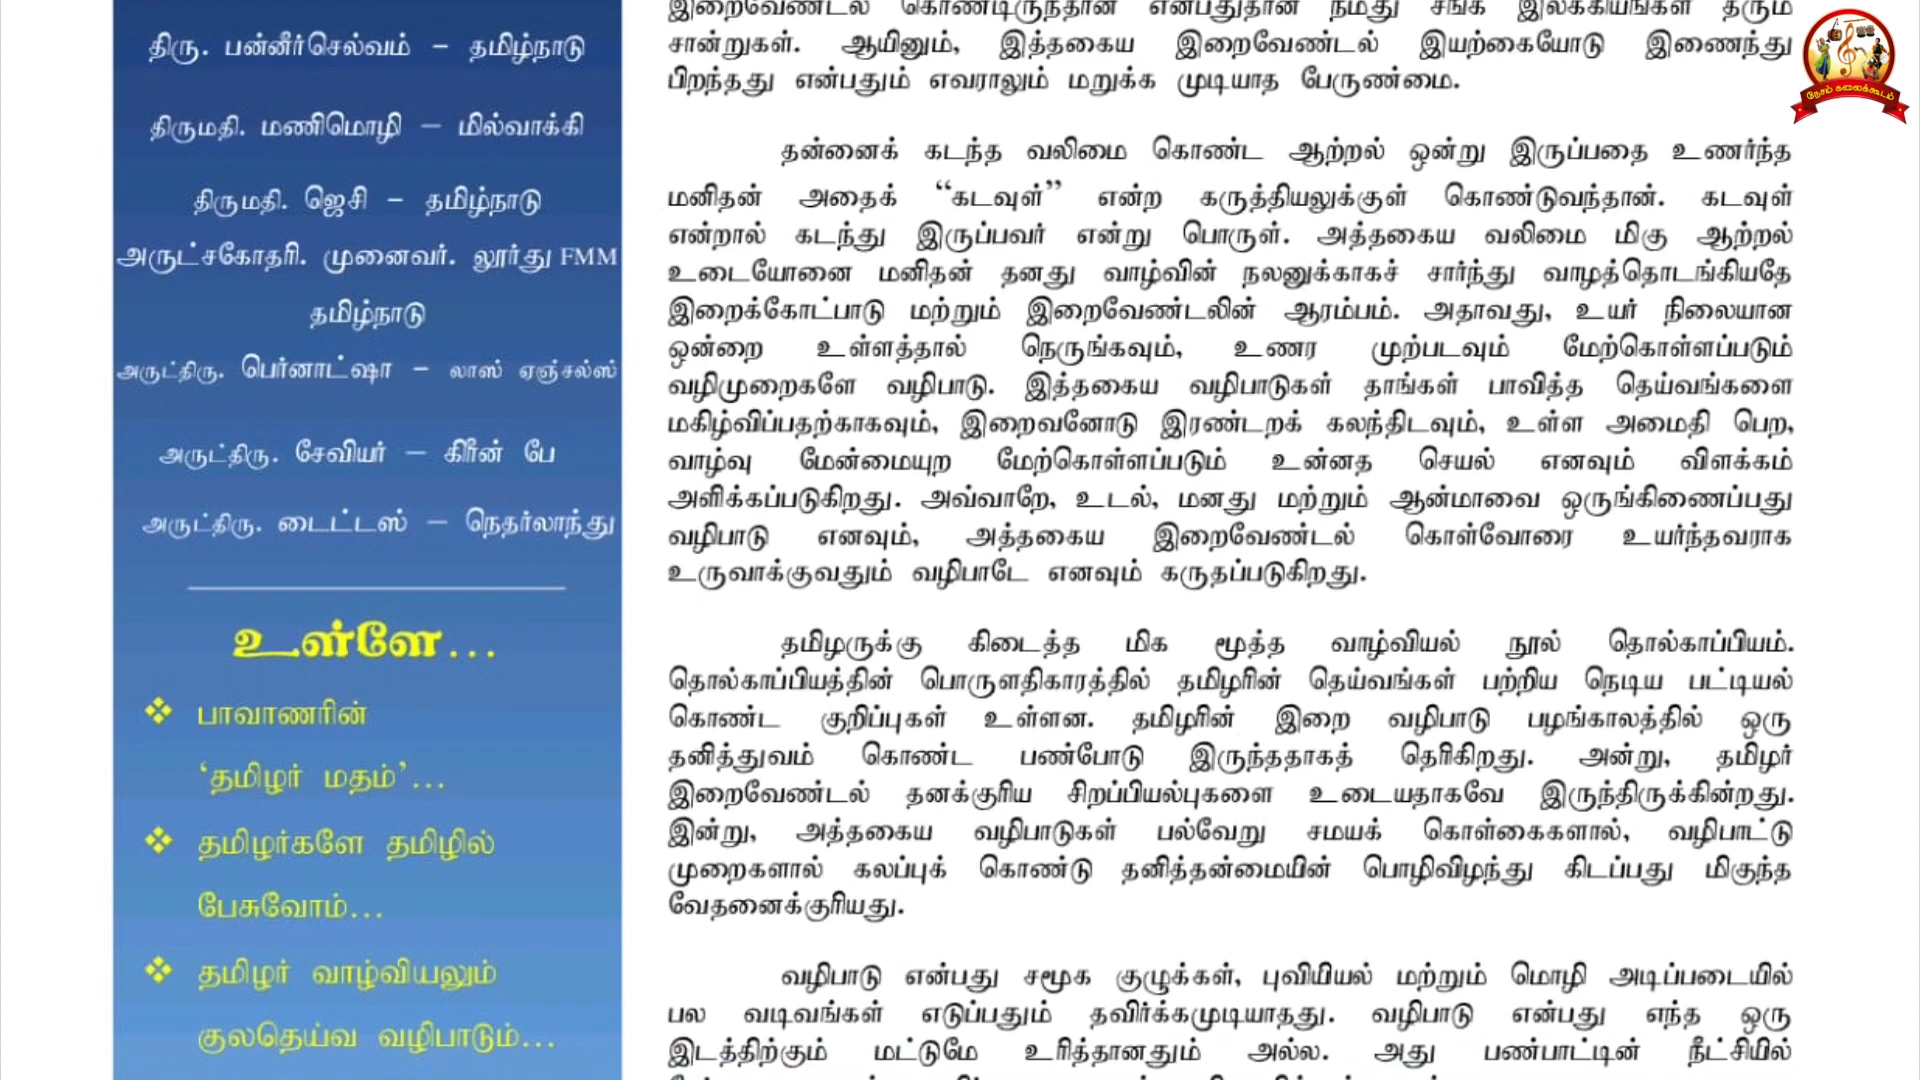 திரு. பன்னீர்செல்வம் – தமிழ்நாடு
திருமதி. மணிமொழி – மில்வாக்கி
திருமதி. ஜெசி – தமிழ்நாடு
அருட்சகோதரி. முனைவர். லூர்து FMM
தமிழ்நாடு
அருட்திரு. பெர்னாட்ஷா – லாஸ் ஏஞ்சல்ஸ்
அருட்திரு. சேவியர் – கிரீன் பே
அருட்திரு. டைட்டஸ் – நெதர்லாந்து
உள்ளே...
❖ பாவாணரின்
‘தமிழர் மதம்’...
❖ தமிழர்களே தமிழில்
பேசுவோம்...
❖ தமிழர் வாழ்வியலும்
குலதெய்வ வழிபாடும்...
இறைவேண்டல் கொண்டிருந்தான் என்பதுதான் நமது சங்க இலக்கியங்கள் தரும்
சான்றுகள். ஆயினும், இத்தகைய இறைவேண்டல் இயற்கையோடு இணைந்து
பிறந்தது என்பதும் எவராலும் மறுக்க முடியாத பேருண்மை.
தன்னைக் கடந்த வலிமை கொண்ட ஆற்றல் ஒன்று இருப்பதை உணர்ந்த
மனிதன் அதைக் “கடவுள்” என்ற கருத்தியலுக்குள் கொண்டுவந்தான். கடவுள்
என்றால் கடந்து இருப்பவர் என்று பொருள். அத்தகைய வலிமை மிகு ஆற்றல்
உடையோனை மனிதன் தனது வாழ்வின் நலனுக்காகச் சார்ந்து வாழத்தொடங்கியதே
இறைக்கோட்பாடு மற்றும் இறைவேண்டலின் ஆரம்பம். அதாவது, உயர் நிலையான
ஒன்றை உள்ளத்தால் நெருங்கவும், உணர முற்படவும் மேற்கொள்ளப்படும்
வழிமுறைகளே வழிபாடு. இத்தகைய வழிபாடுகள் தாங்கள் பாவித்த தெய்வங்களை
மகிழ்விப்பதற்காகவும், இறைவனோடு இரண்டறக் கலந்திடவும், உள்ள அமைதி பெற,
வாழ்வு மேன்மையுற மேற்கொள்ளப்படும் உன்னத செயல் எனவும் விளக்கம்
அளிக்கப்படுகிறது. அவ்வாறே, உடல், மனது மற்றும் ஆன்மாவை ஒருங்கிணைப்பது
வழிபாடு எனவும், அத்தகைய இறைவேண்டல் கொள்வோரை உயர்ந்தவராக
உருவாக்குவதும் வழிபாடே எனவும் கருதப்படுகிறது.
தமிழருக்கு கிடைத்த மிக மூத்த வாழ்வியல் நூல் தொல்காப்பியம்.
தொல்காப்பியத்தின் பொருளதிகாரத்தில் தமிழரின் தெய்வங்கள் பற்றிய நெடிய பட்டியல்
கொண்ட குறிப்புகள் உள்ளன. தமிழரின் இறை வழிபாடு பழங்காலத்தில் ஒரு
தனித்துவம் கொண்ட பண்போடு இருந்ததாகத் தெரிகிறது. அன்று, தமிழர்
இறைவேண்டல் தனக்குரிய சிறப்பியல்புகளை உடையதாகவே இருந்திருக்கின்றது.
இன்று, அத்தகைய வழிபாடுகள் பல்வேறு சமயக் கொள்கைகளால், வழிபாட்டு
முறைகளால் கலப்புக் கொண்டு தனித்தன்மையின் பொழிவிழந்து கிடப்பது மிகுந்த
வேதனைக்குரியது.
வழிபாடு என்பது சமூக குழுக்கள், புவியியல் மற்றும் மொழி அடிப்படையில்
பல வடிவங்கள் எடுப்பதும் தவிர்க்கமுடியாதது. வழிபாடு என்பது எந்த ஒரு
இடத்திற்கும் மட்டுமே உரித்தானதும் அல்ல. அது பண்பாட்டின் நீட்சியில்
நேசம் கலைக்கூடம்